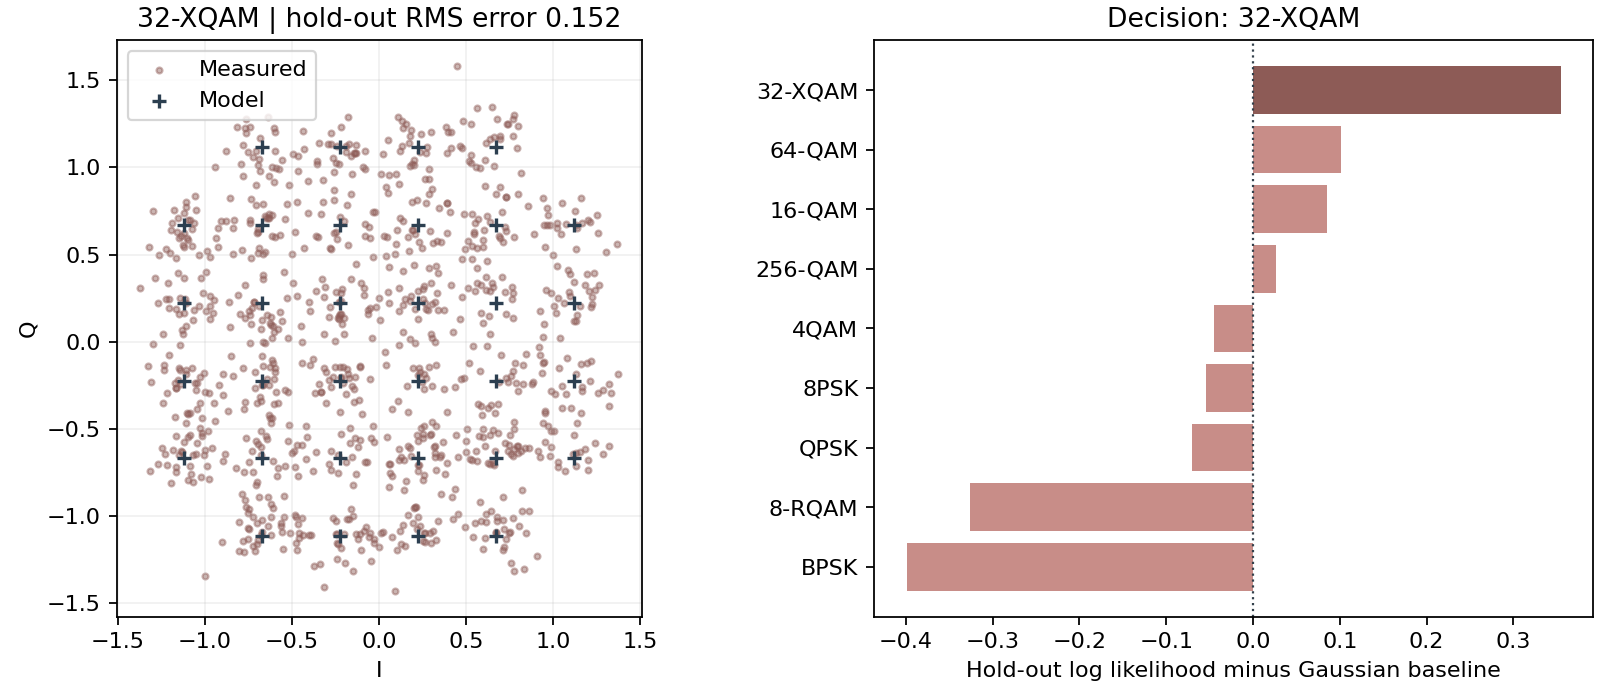 32-XQAM | hold-out RMS error 0.152
Measured
Model
1.5
1.0
0.5
0.0
−0.5
−1.0
−1.5
Q
−1.5
−1.0
−0.5
0.0
0.5
1.0
1.5
I
Decision: 32-XQAM
32-XQAM
64-QAM
16-QAM
256-QAM
4QAM
8PSK
QPSK
8-RQAM
BPSK
−0.4
−0.3
−0.2
−0.1
0.0
0.1
0.2
0.3
Hold-out log likelihood minus Gaussian baseline